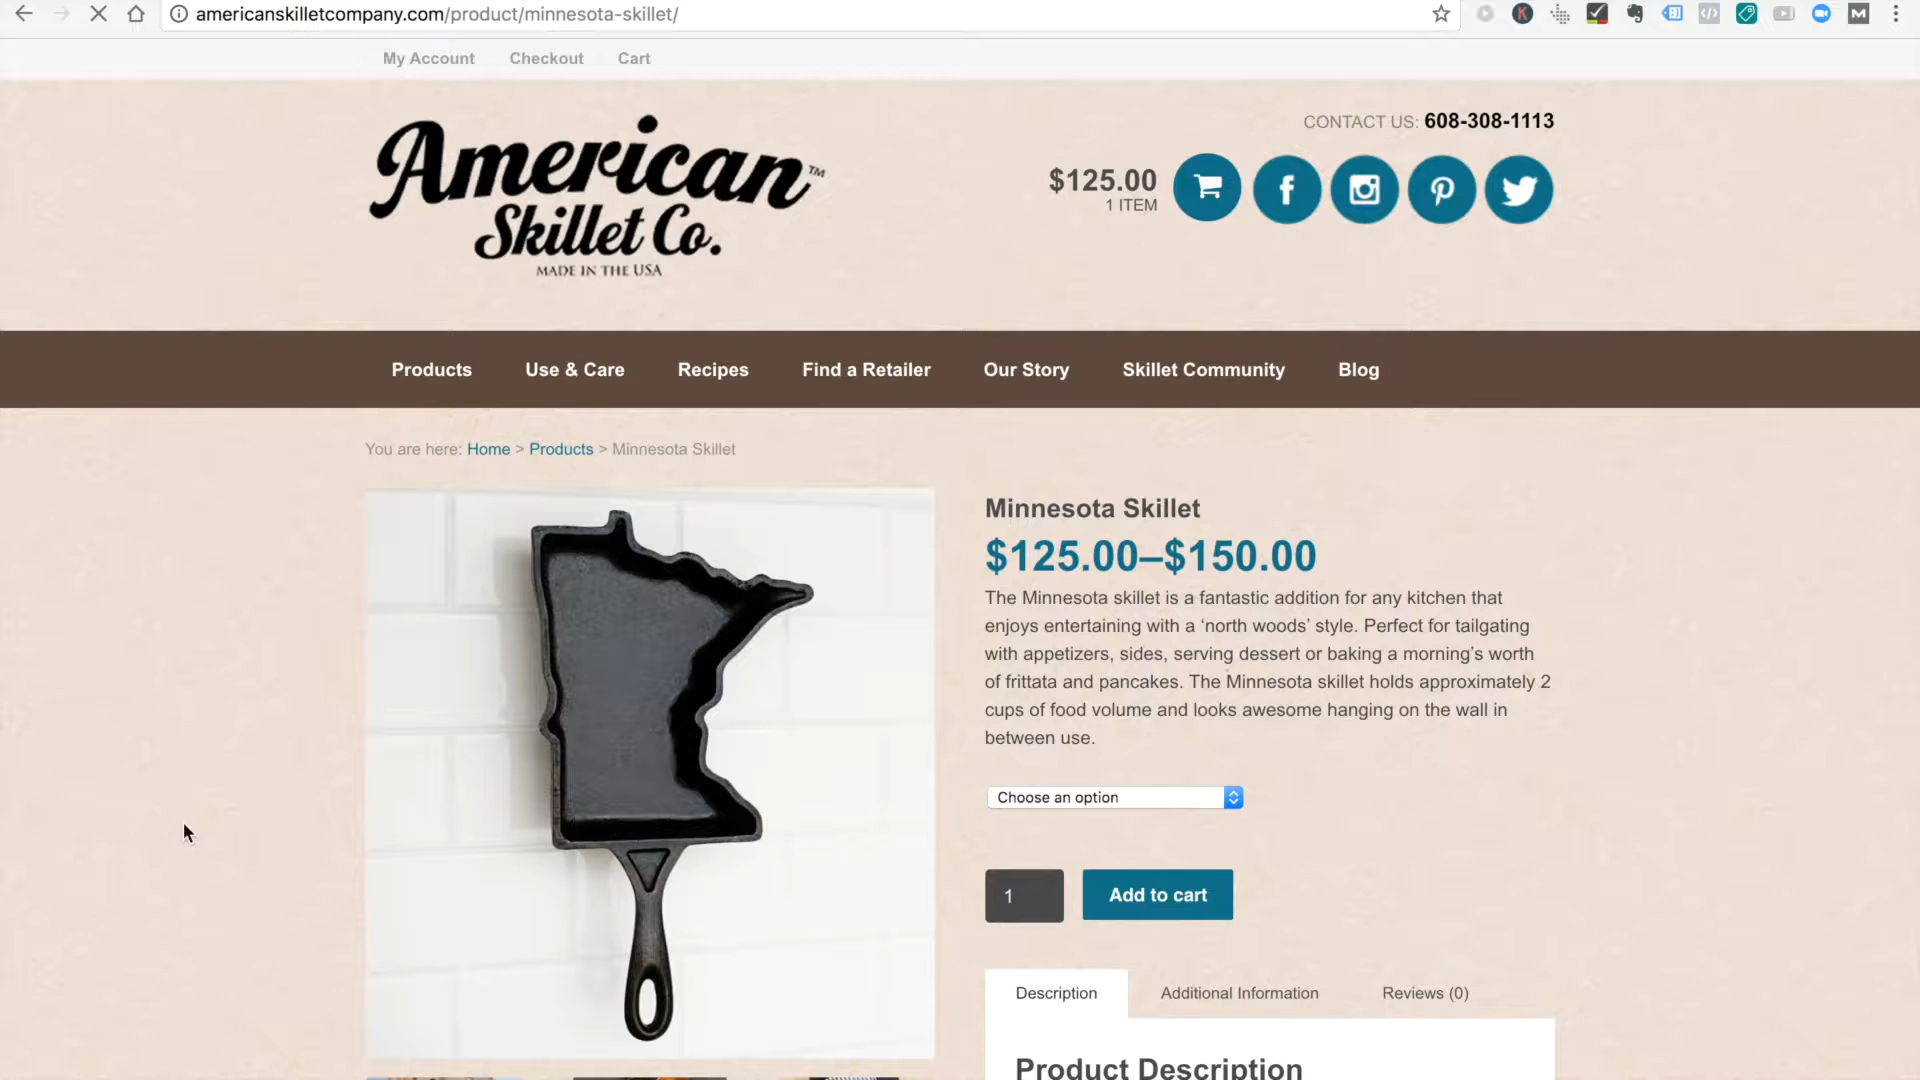 americanskilletcompany.com/product/minnesota-skillet/
My Account Checkout Cart
American™
Skillet Co.
MADE IN THE USA
CONTACT US: 608-308-1113
$125.00
1 ITEM
Products Use & Care Recipes Find a Retailer Our Story Skillet Community Blog
You are here: Home > Products > Minnesota Skillet
Minnesota Skillet
$125.00–$150.00
The Minnesota skillet is a fantastic addition for any kitchen that
enjoys entertaining with a ‘north woods’ style. Perfect for tailgating
with appetizers, sides, serving dessert or baking a morning’s worth
of frittata and pancakes. The Minnesota skillet holds approximately 2
cups of food volume and looks awesome hanging on the wall in
between use.
Choose an option
1 Add to cart
Description Additional Information Reviews (0)
Product Description